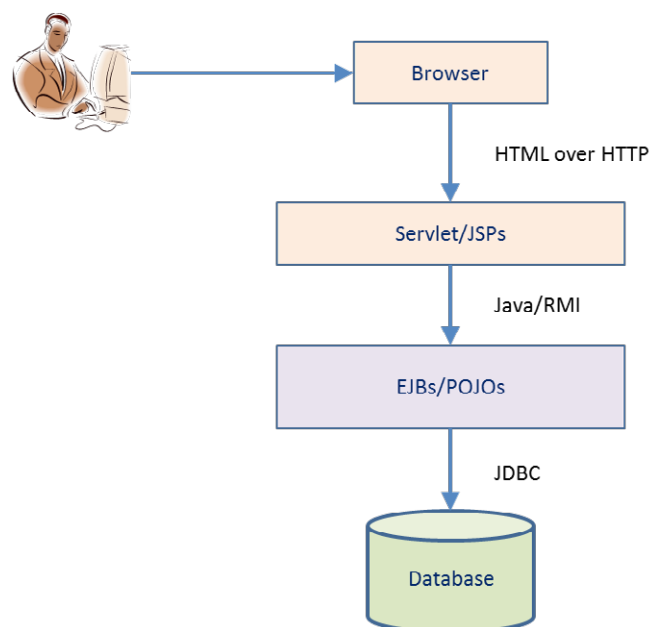 Browser
HTML over HTTP
Servlet/JSPs
Java/RMI
EJBs/POJOs
JDBC
Database